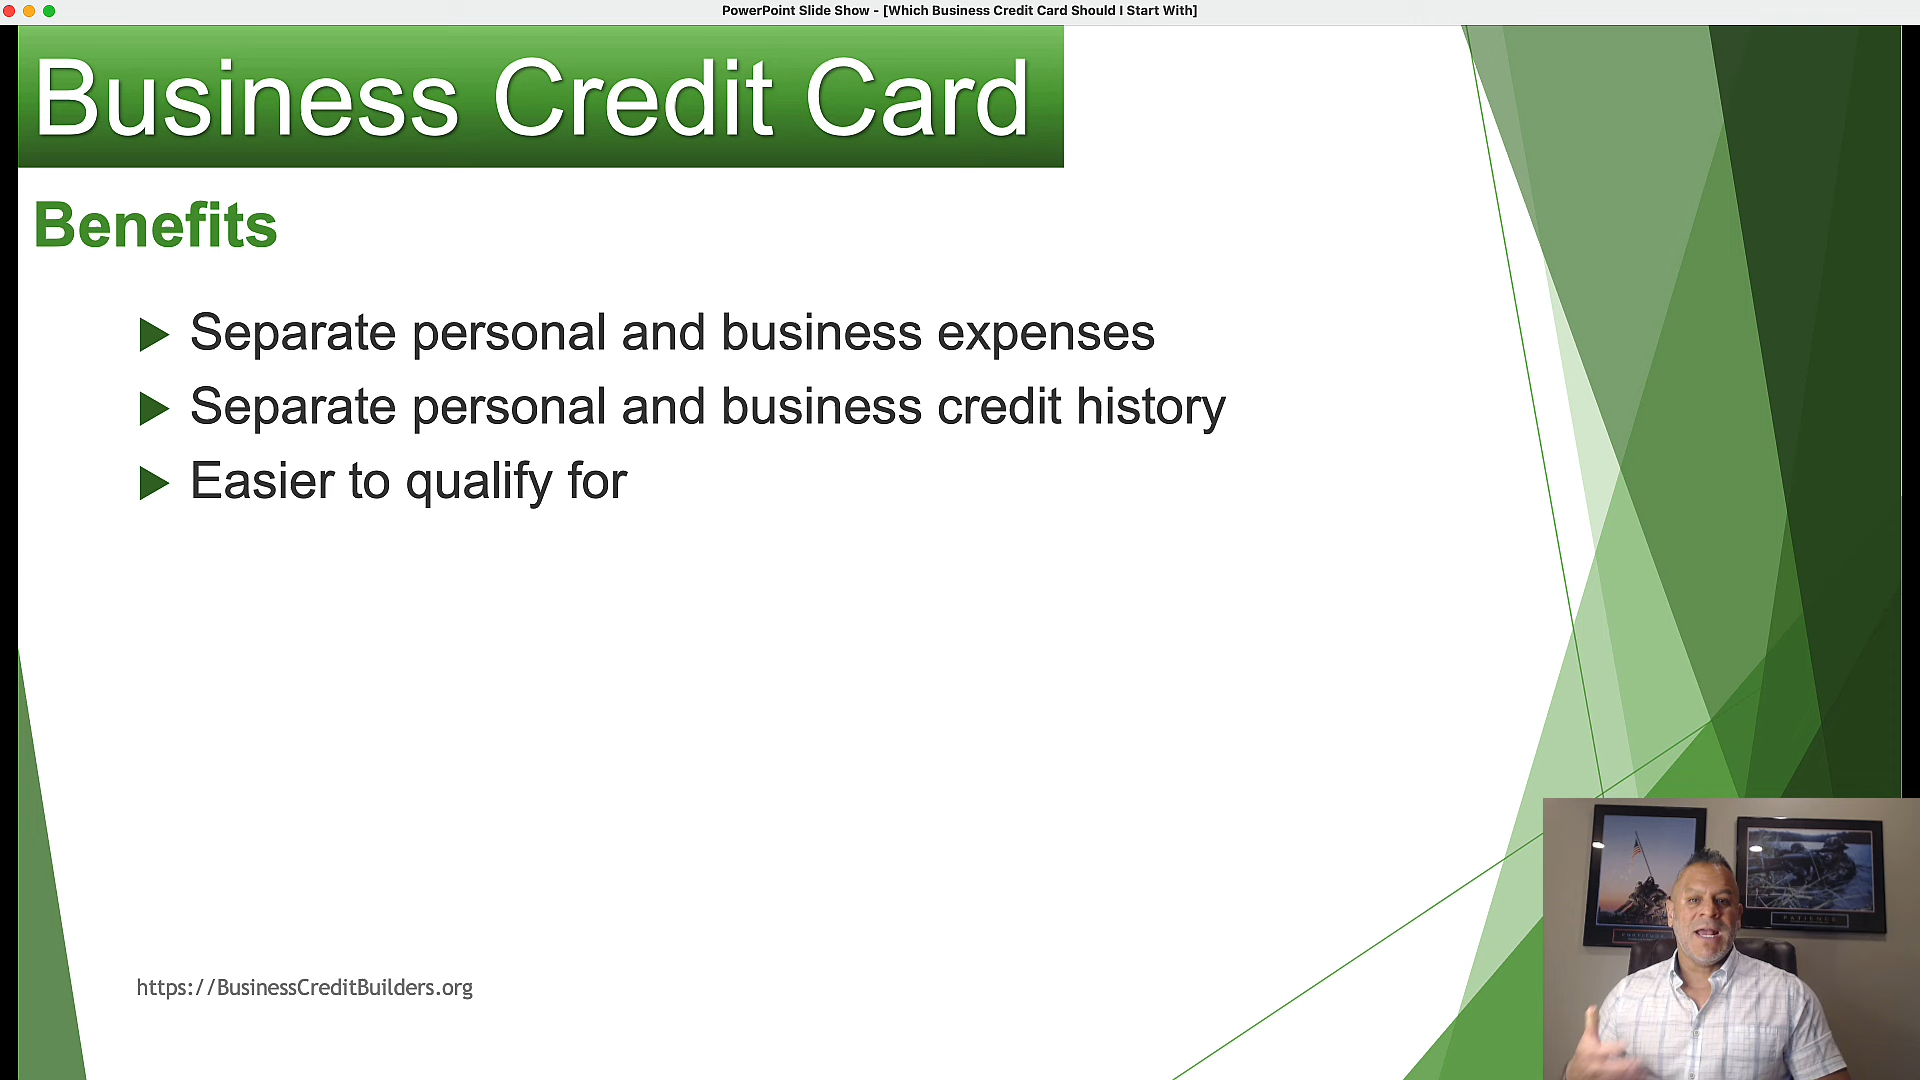 PowerPoint Slide Show - [Which Business Credit Card Should I Start With]
Business Credit Card
Benefits
Separate personal and business expenses
Separate personal and business credit history
Easier to qualify for
https://BusinessCreditBuilders.org
PATIENCE